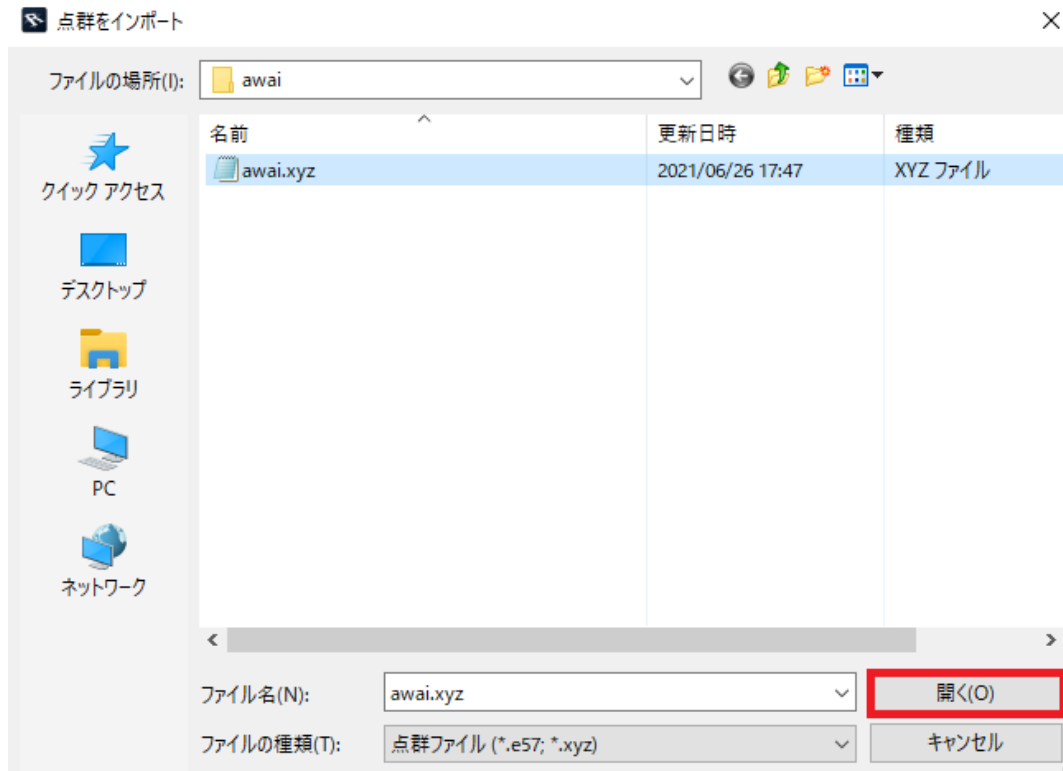 点群をインポート
ファイルの場所(I): awai
名前 更新日時 種類
awai.xyz 2021/06/26 17:47 XYZ ファイル
クイック アクセス
デスクトップ
ライブラリ
PC
ネットワーク
ファイル名(N): awai.xyz 開く(O)
ファイルの種類(T): 点群ファイル (*.e57; *.xyz) キャンセル